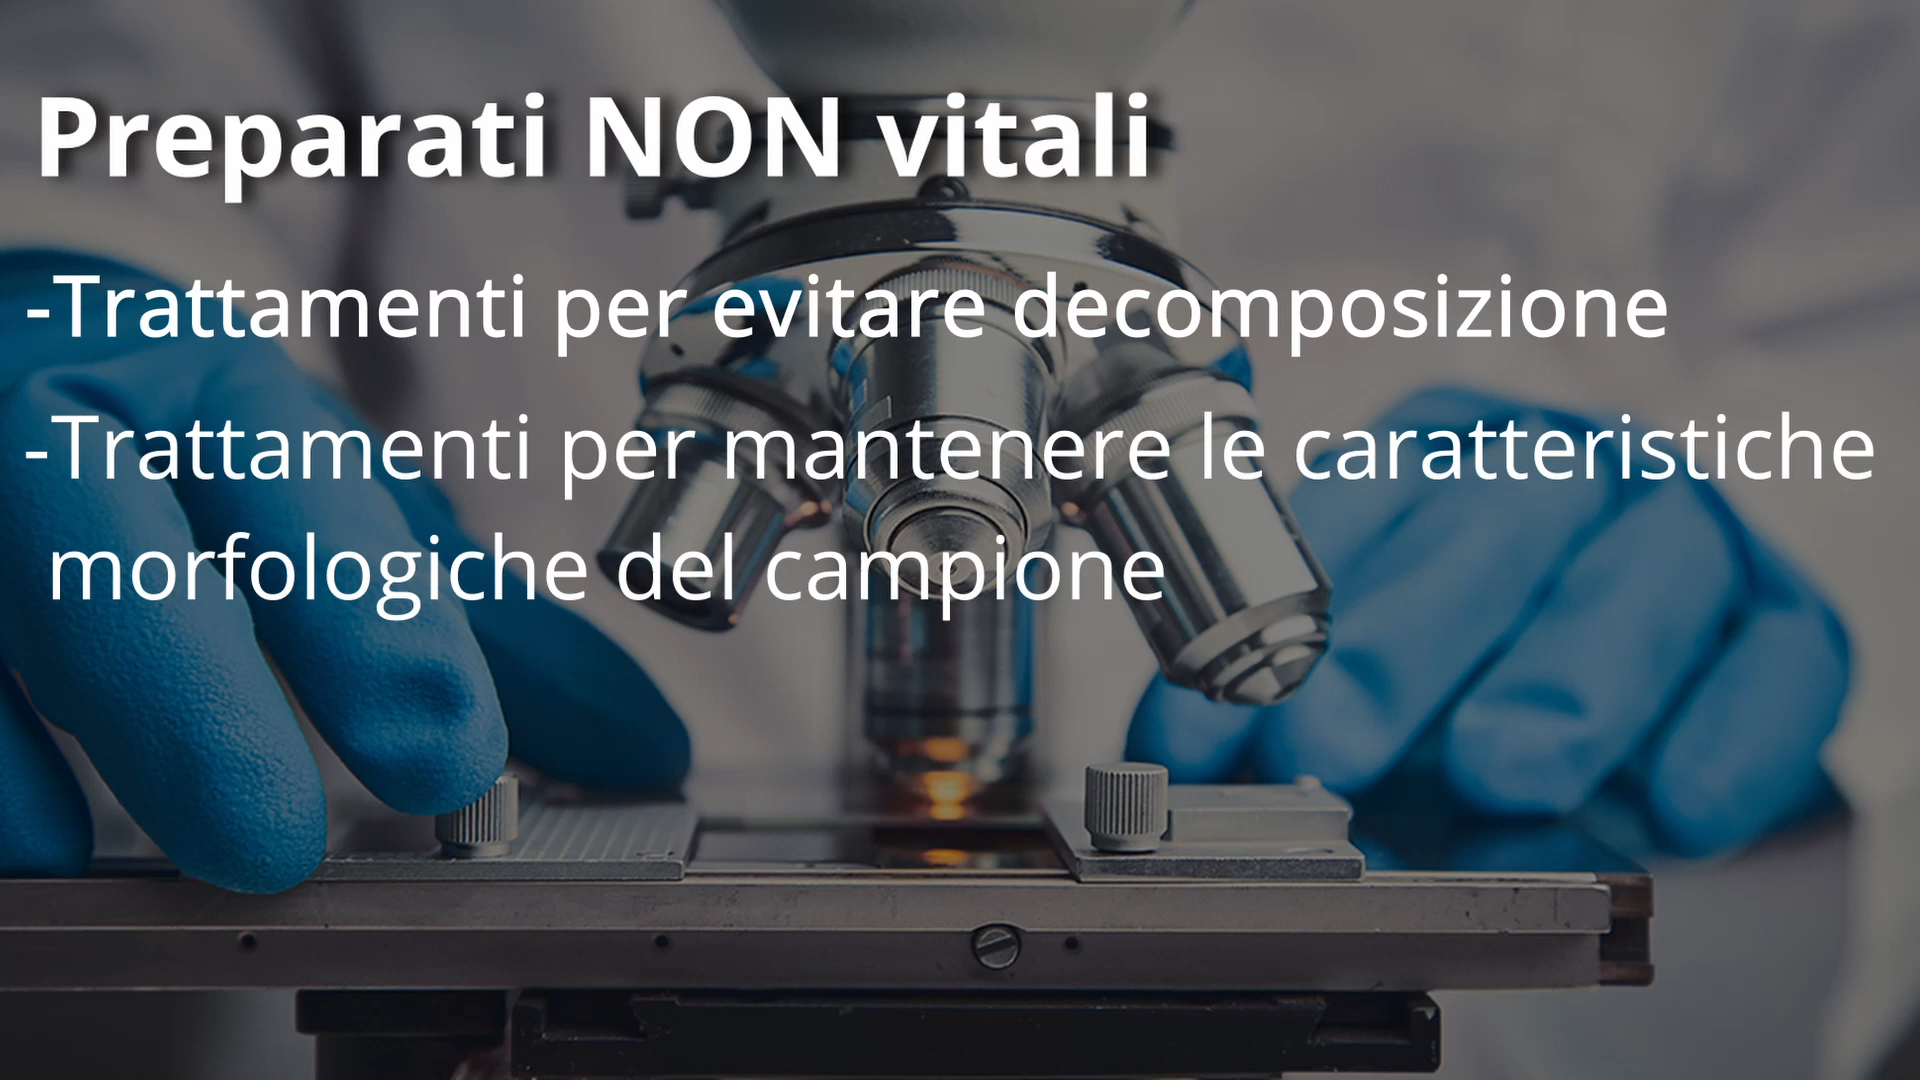 Preparati NON vitali
-Trattamenti per evitare decomposizione
-Trattamenti per mantenere le caratteristiche
morfologiche del campione